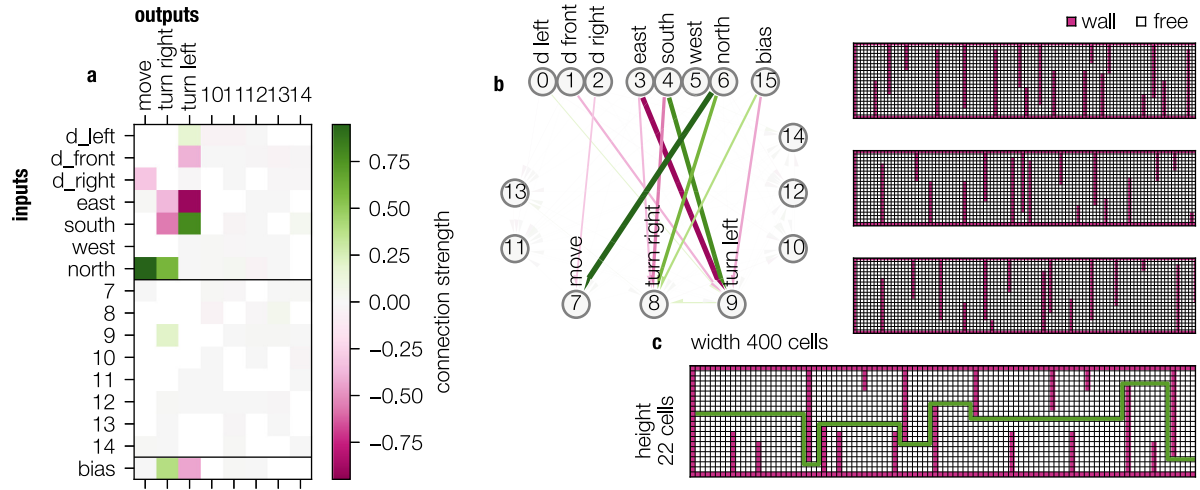 outputs
a
move
turn right
turn left
10 11 12 13 14
inputs
d_left
d_front
d_right
east
south
west
north
7
8
9
10
11
12
13
14
bias
0.75
0.50
0.25
0.00
−0.25
−0.50
−0.75
connection strength
b
d left
d front
d right
east
south
west
north
bias
0 1 2 3 4 5 6 15
14
13
12
11
10
move
turn right
turn left
7 8 9
wall free
c width 400 cells
height
22 cells